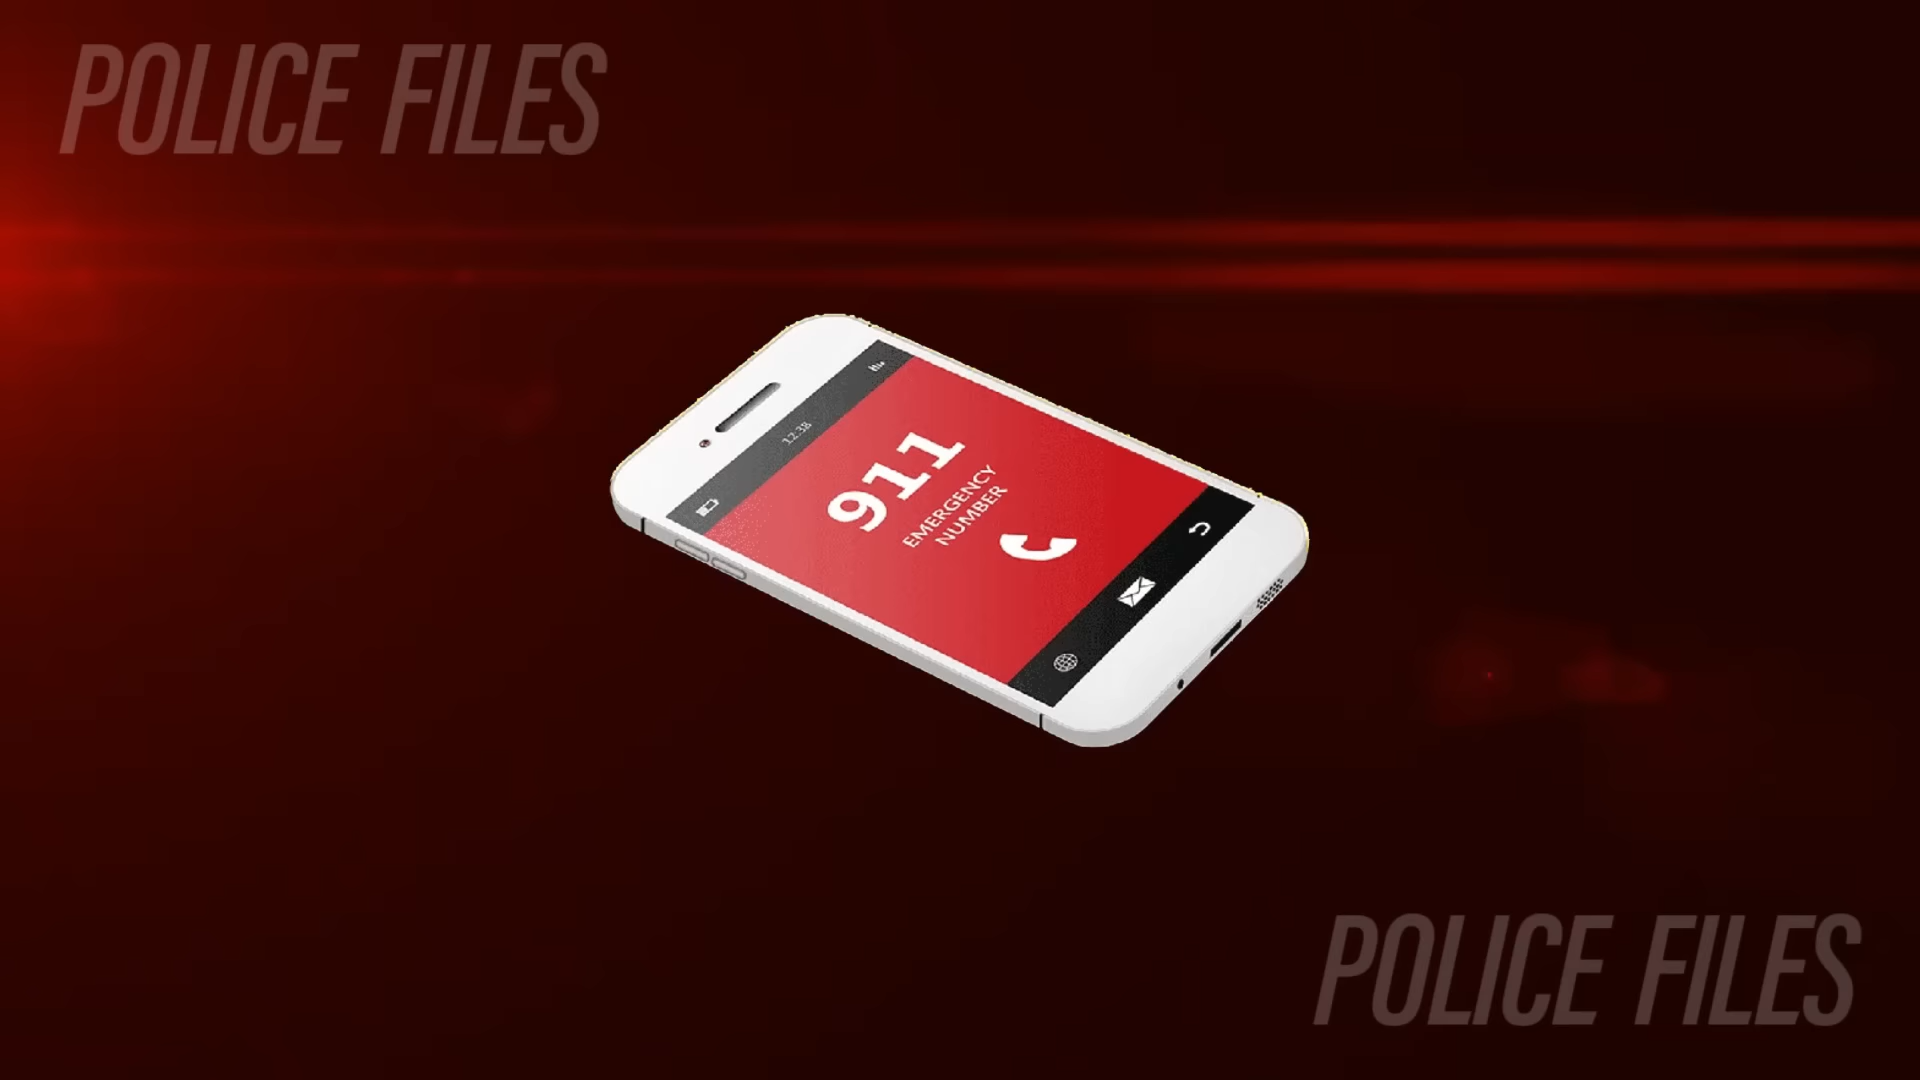 POLICE FILES
12:38
911
EMERGENCY
NUMBER
POLICE FILES